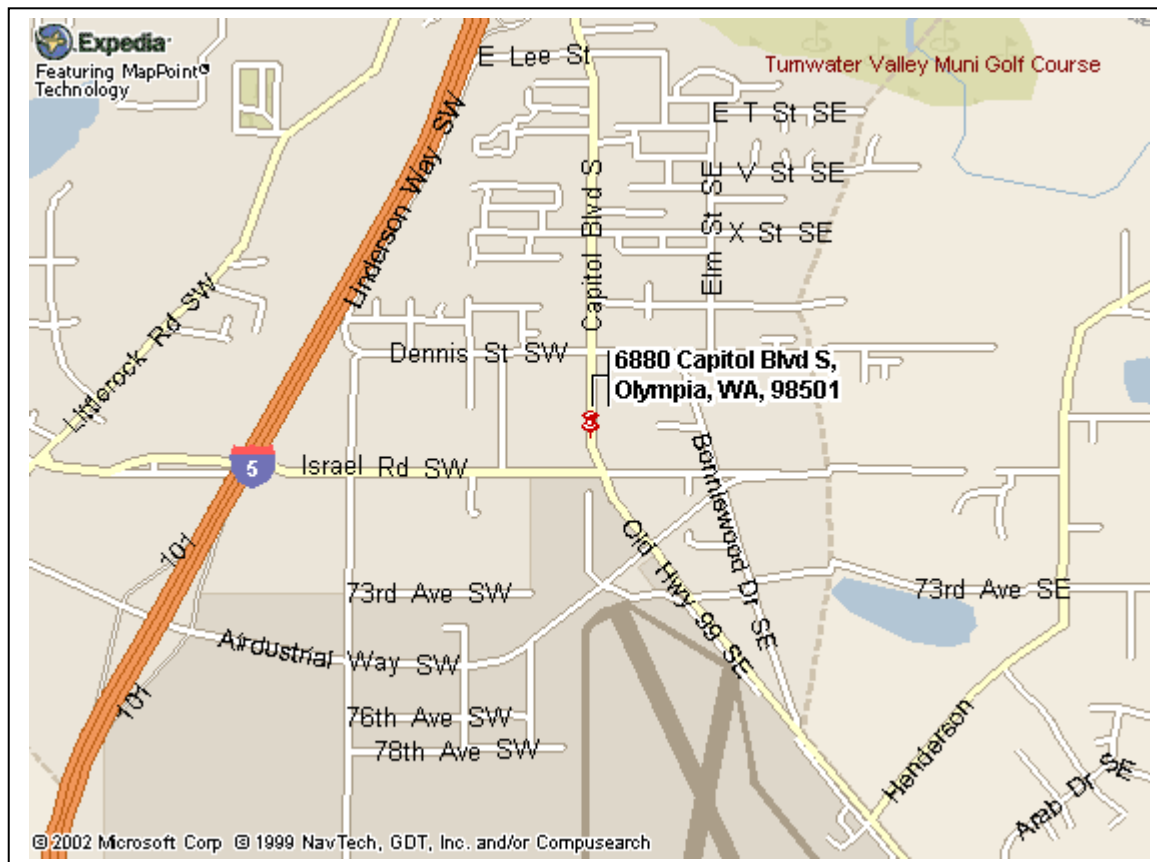 Expedia
Featuring MapPoint®
Technology
E Lee St
Tumwater Valley Muni Golf Course
E T St SE
Linderson Way SW
V St SE
Capitol Blvd S
Elm St SE
X St SE
Littlerock Rd SW
Dennis St SW
6880 Capitol Blvd S,
Olympia, WA, 98501
5
Israel Rd SW
Bonniewood Dr SE
Old Hwy 99 SE
101
73rd Ave SW
73rd Ave SE
Airdustrial Way SW
101
76th Ave SW
78th Ave SW
Henderson
Arab Dr SE
© 2002 Microsoft Corp © 1999 NavTech, GDT, Inc. and/or Compusearch